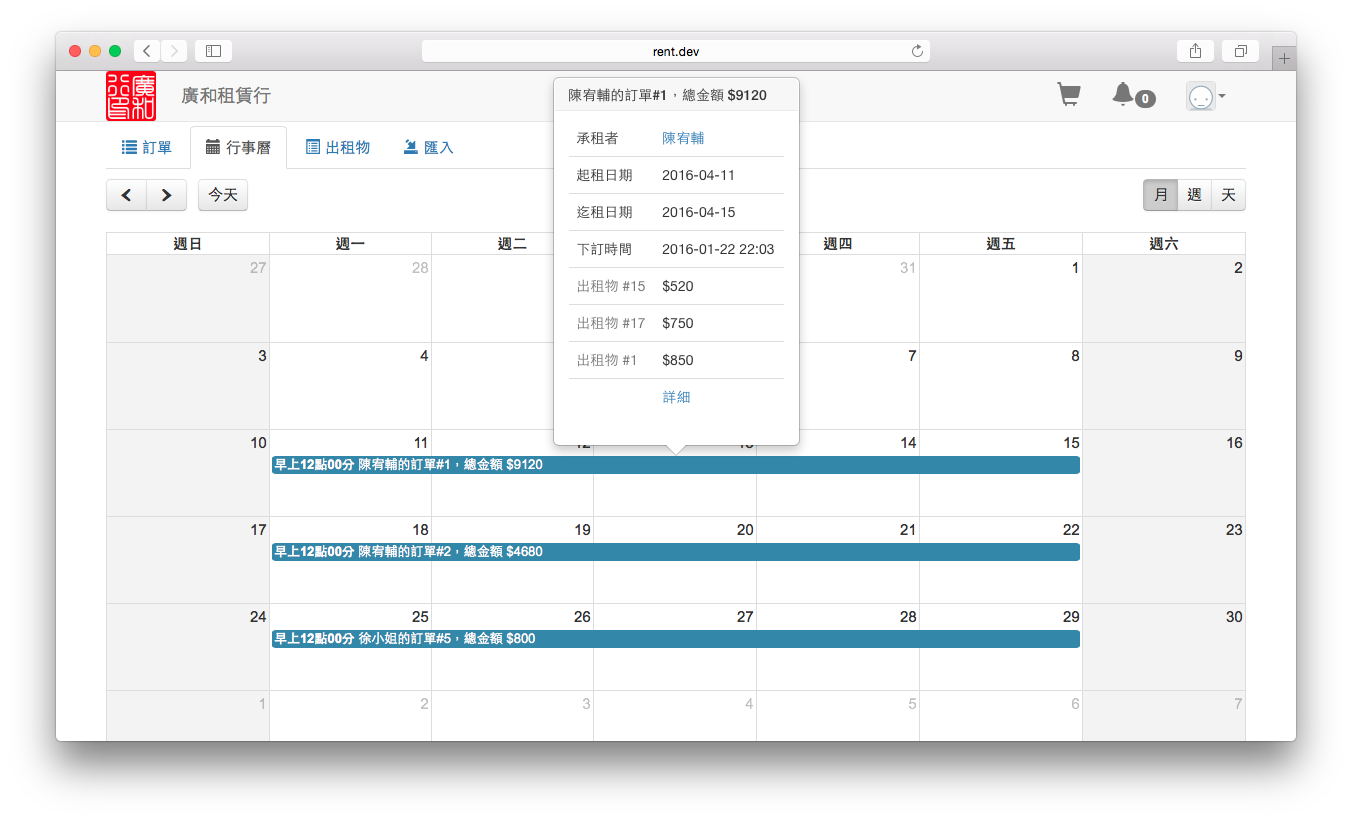 rent.dev
廣和行印
廣和租賃行
0
訂單 行事曆 出租物 匯入
今天
月 週 天
陳宥輔的訂單#1，總金額 $9120
承租者 陳宥輔
起租日期 2016-04-11
迄租日期 2016-04-15
下訂時間 2016-01-22 22:03
出租物 #15 $520
出租物 #17 $750
出租物 #1 $850
詳細
週日 週一 週二 週四 週五 週六
27 28 31 1 2
3 4 7 8 9
10 11 12 13 14 15 16
早上12點00分 陳宥輔的訂單#1，總金額 $9120
17 18 19 20 21 22 23
早上12點00分 陳宥輔的訂單#2，總金額 $4680
24 25 26 27 28 29 30
早上12點00分 徐小姐的訂單#5，總金額 $800
1 2 3 4 5 6 7